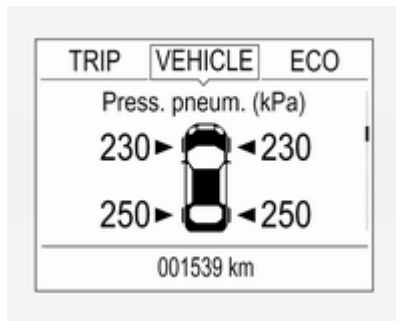 TRIP VEHICLE ECO
Press. pneum. (kPa)
230 230
250 250
001539 km